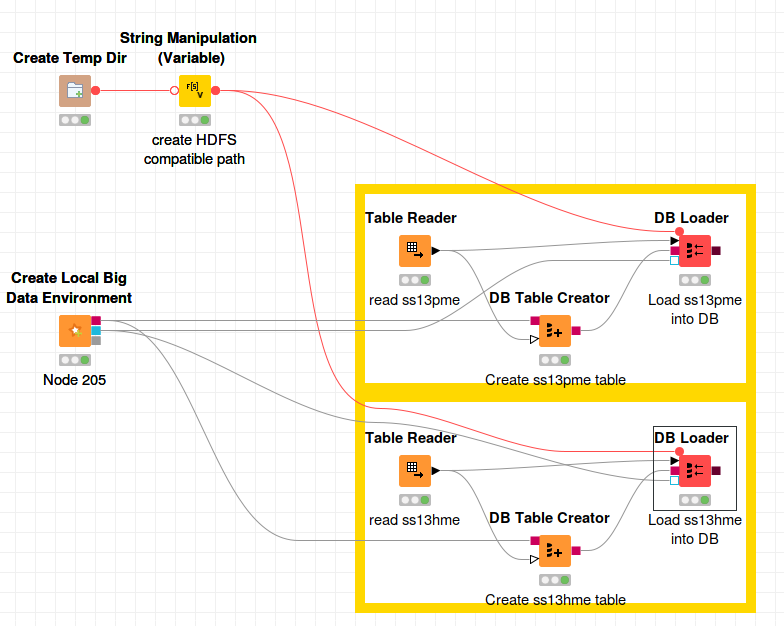 String Manipulation
(Variable)
Create Temp Dir
F[S]
V
create HDFS
compatible path
Table Reader
DB Loader
Create Local Big
Data Environment
read ss13pme
DB Table Creator
Load ss13pme
into DB
Node 205
Create ss13pme table
Table Reader
DB Loader
read ss13hme
DB Table Creator
Load ss13hme
into DB
Create ss13hme table